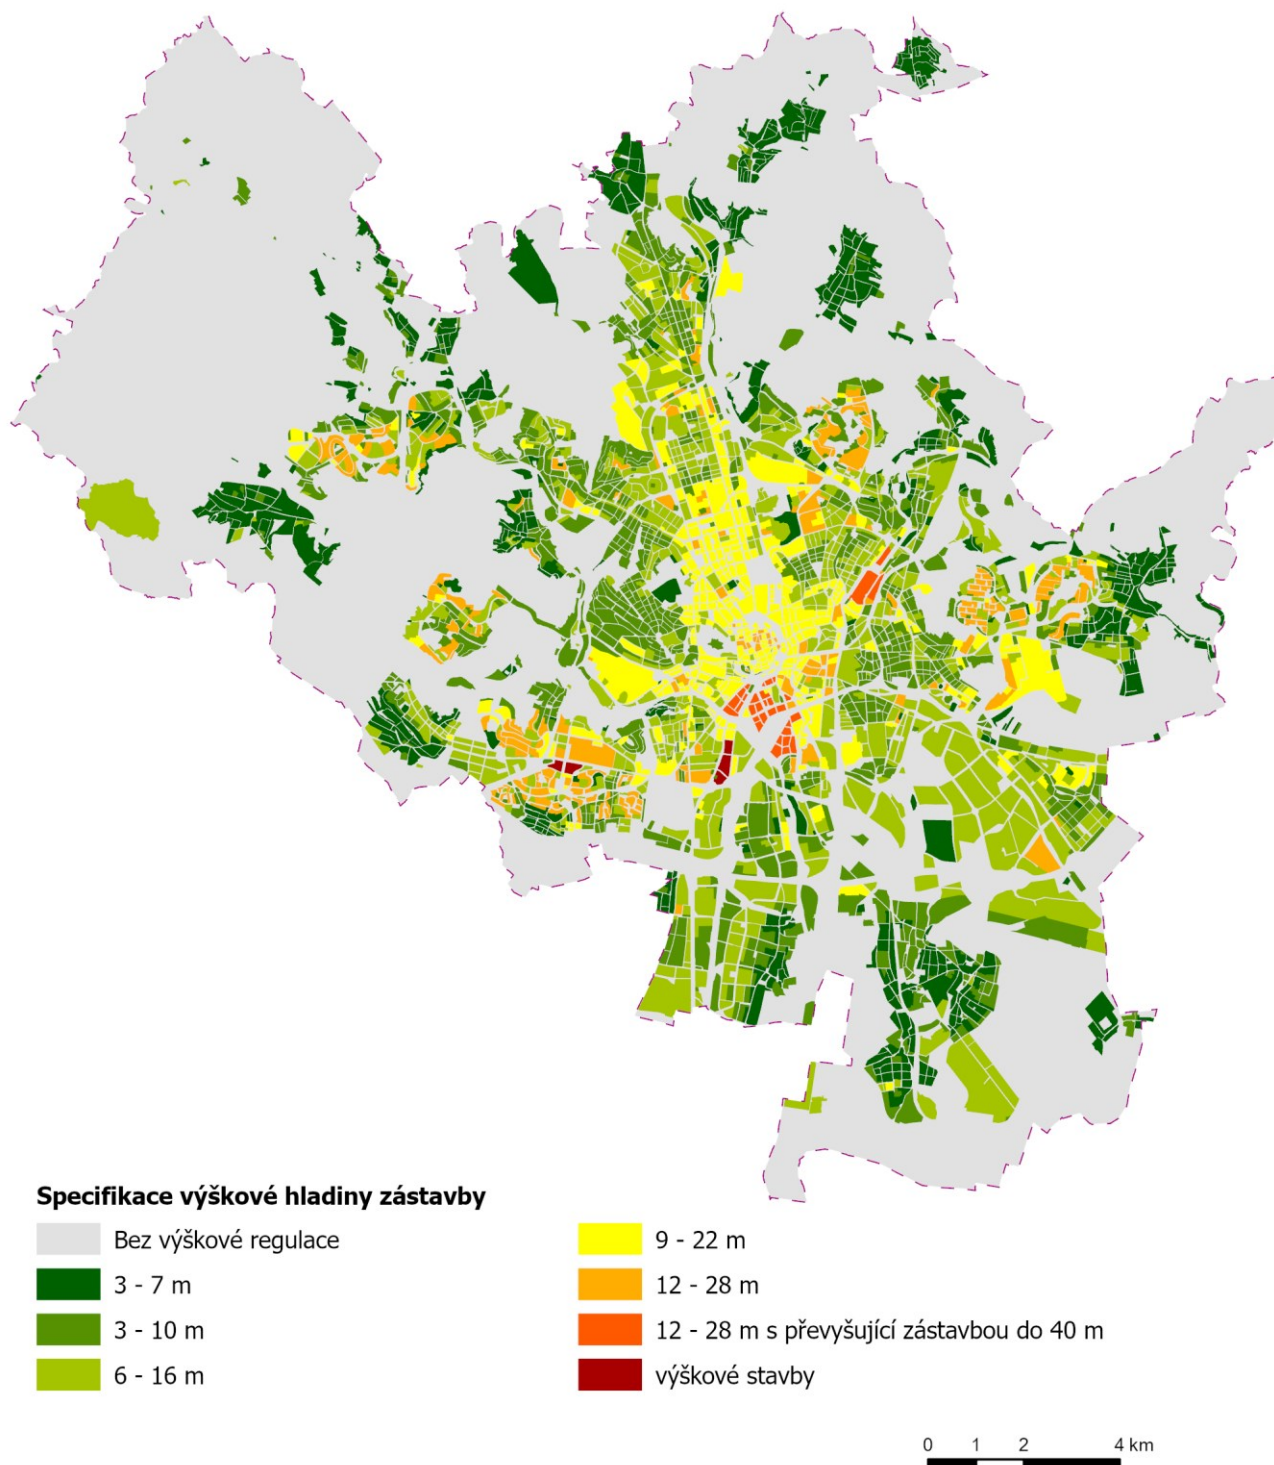 Specifikace výškové hladiny zástavby
Bez výškové regulace
3 - 7 m
3 - 10 m
6 - 16 m
9 - 22 m
12 - 28 m
12 - 28 m s převyšující zástavbou do 40 m
výškové stavby
0 1 2 4 km